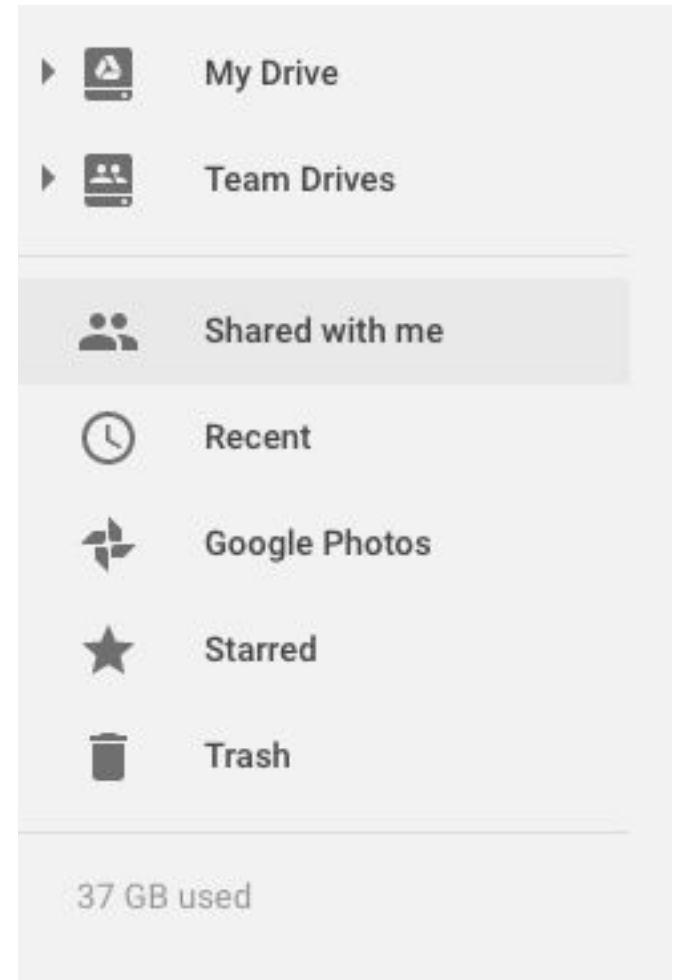 My Drive
Team Drives
Shared with me
Recent
Google Photos
Starred
Trash
37 GB used